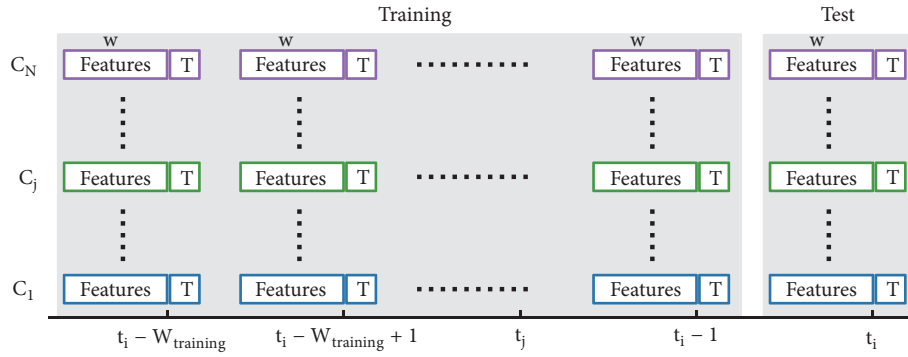 Training Test
w w w w
C_N Features T Features T Features T Features T
C_j Features T Features T Features T Features T
C_1 Features T Features T Features T Features T
t_i − W_training t_i − W_training + 1 t_j t_i − 1 t_i